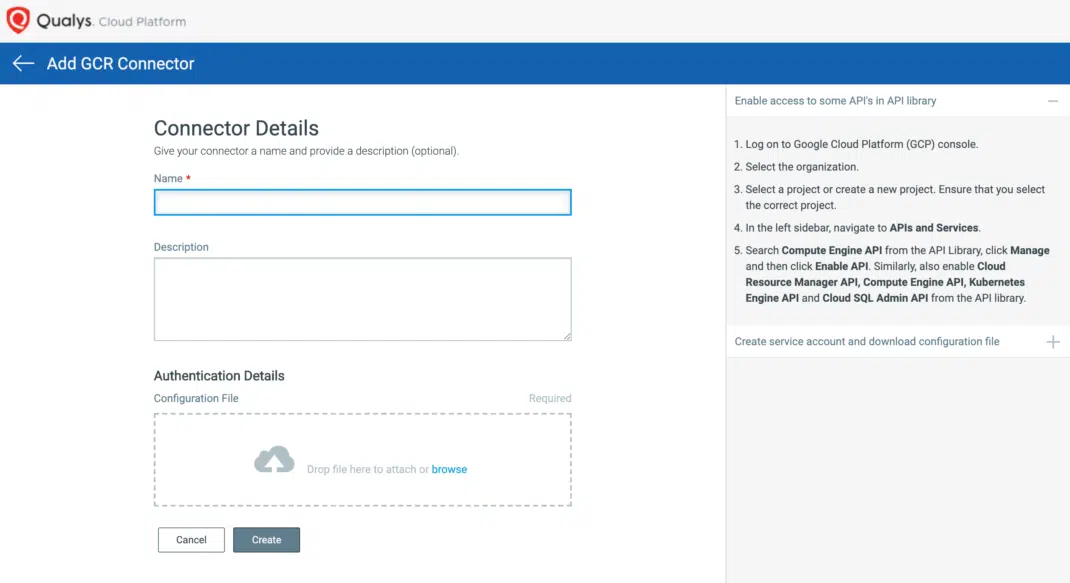 Qualys. Cloud Platform
Add GCR Connector
Connector Details
Give your connector a name and provide a description (optional).
Name *
Description
Authentication Details
Configuration File
Required
Drop file here to attach or browse
Cancel
Create
Enable access to some API's in API library
1. Log on to Google Cloud Platform (GCP) console.
2. Select the organization.
3. Select a project or create a new project. Ensure that you select
the correct project.
4. In the left sidebar, navigate to APIs and Services.
5. Search Compute Engine API from the API Library, click Manage
and then click Enable API. Similarly, also enable Cloud
Resource Manager API, Compute Engine API, Kubernetes
Engine API and Cloud SQL Admin API from the API library.
Create service account and download configuration file